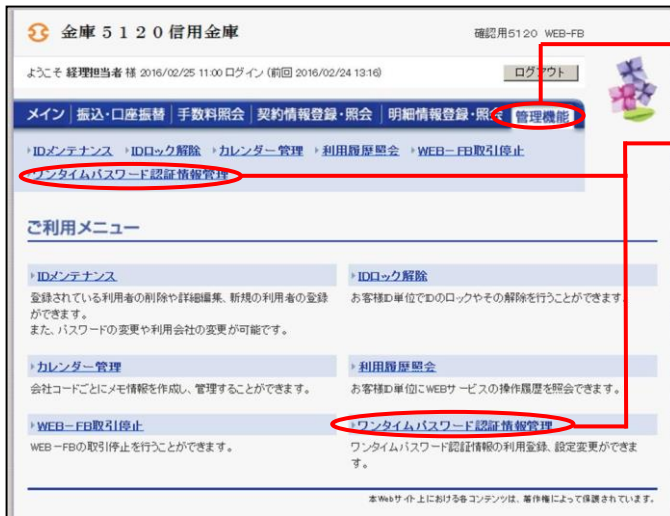 金庫５１２０信用金庫
確認用5120 WEB-FB
ようこそ 経理担当者 様 2016/02/25 11:00 ログイン (前回 2016/02/24 13:16)
ログアウト
メイン 振込・口座振替 手数料照会 契約情報登録・照会 明細情報登録・照会 管理機能
IDメンテナンス IDロック解除 カレンダー管理 利用履歴照会 WEB－FB取引停止
ワンタイムパスワード認証情報管理
ご利用メニュー
IDメンテナンス
登録されている利用者の削除や詳細編集、新規の利用者の登録
ができます。
また、パスワードの変更や利用会社の変更が可能です。
IDロック解除
お客様ID単位でIDのロックやその解除を行うことができます。
カレンダー管理
会社コードごとにメモ情報を作成し、管理することができます。
利用履歴照会
お客様ID単位にWEBサービスの操作履歴を照会できます。
WEB－FB取引停止
WEB－FBの取引停止を行うことができます。
ワンタイムパスワード認証情報管理
ワンタイムパスワード認証情報の利用登録、設定変更ができま
す。
本Webサイト上における各コンテンツは、著作権によって保護されています。